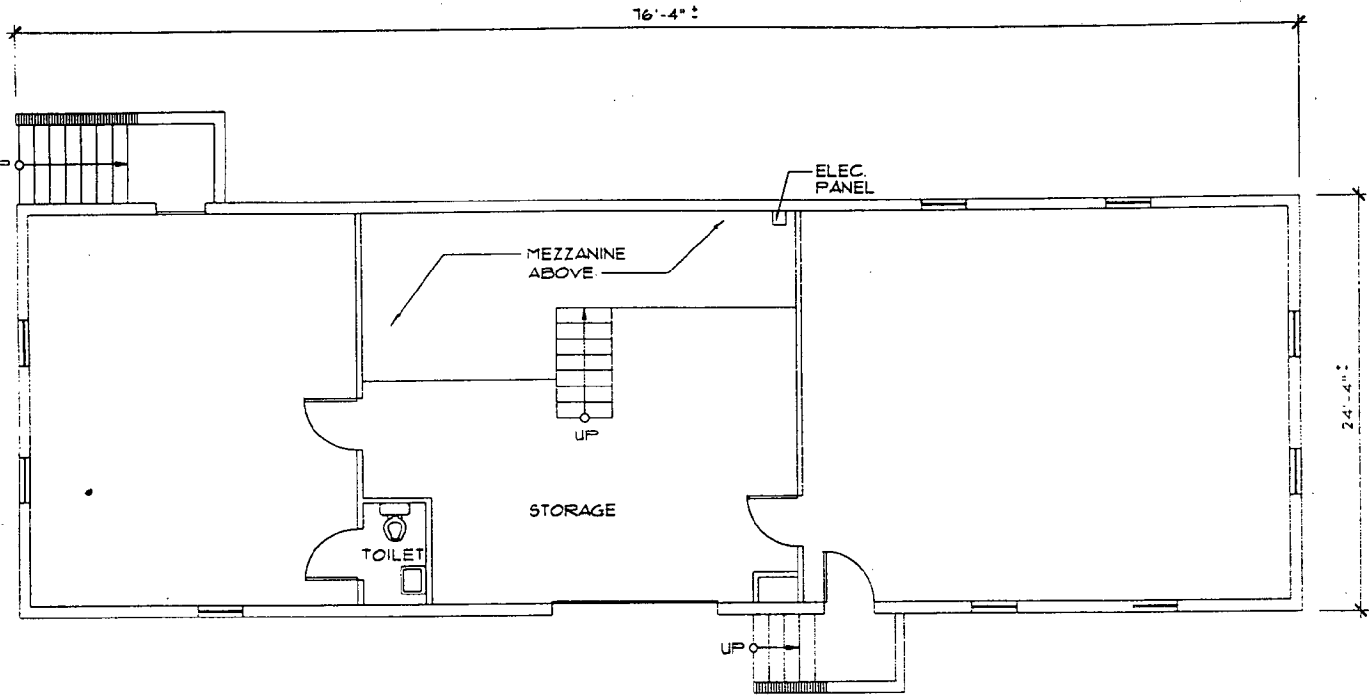 76'-4" ±
ELEC.
PANEL
MEZZANINE
ABOVE
24'-4" ±
UP
STORAGE
TOILET
UP